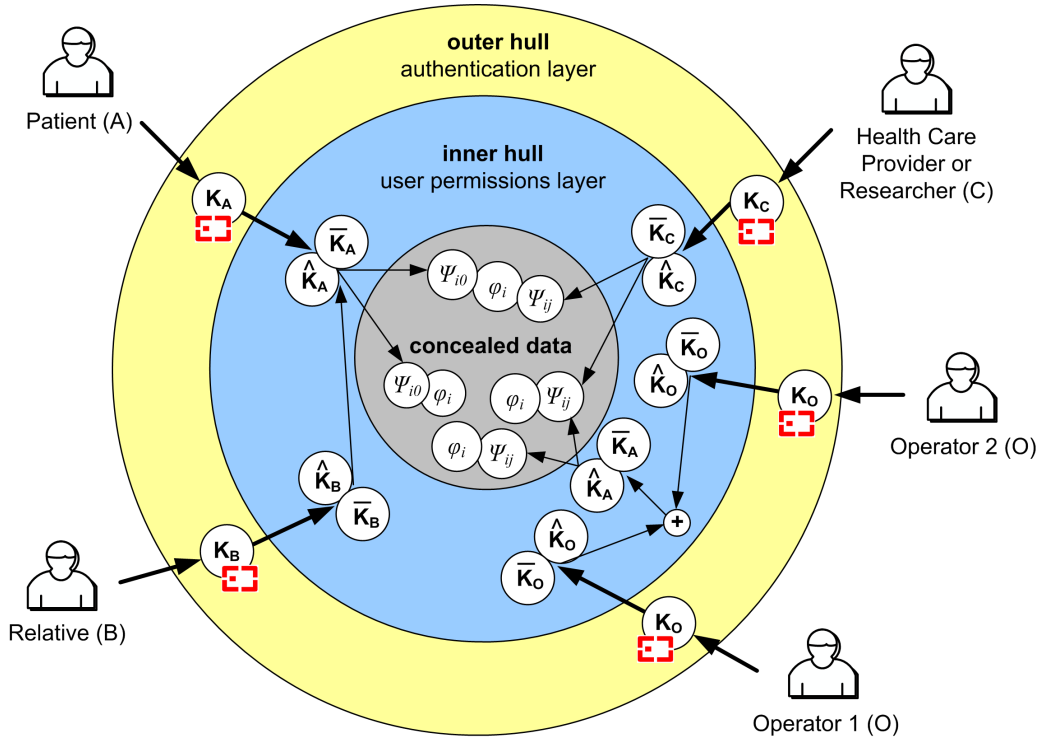 outer hull
authentication layer
Patient (A)
Health Care
Provider or
Researcher (C)
inner hull
user permissions layer
K_A
K_C
K̅_A
K̂_A
K̅_C
K̂_C
Ψ_i0
φ_i
Ψ_ij
concealed data
K̅_O
K̂_O
K_O
Ψ_i0
φ_i
φ_i
Ψ_ij
Operator 2 (O)
φ_i
Ψ_ij
K̅_A
K̂_A
K̂_B
K̅_B
+
K̂_O
K̅_O
K_B
K_O
Relative (B)
Operator 1 (O)